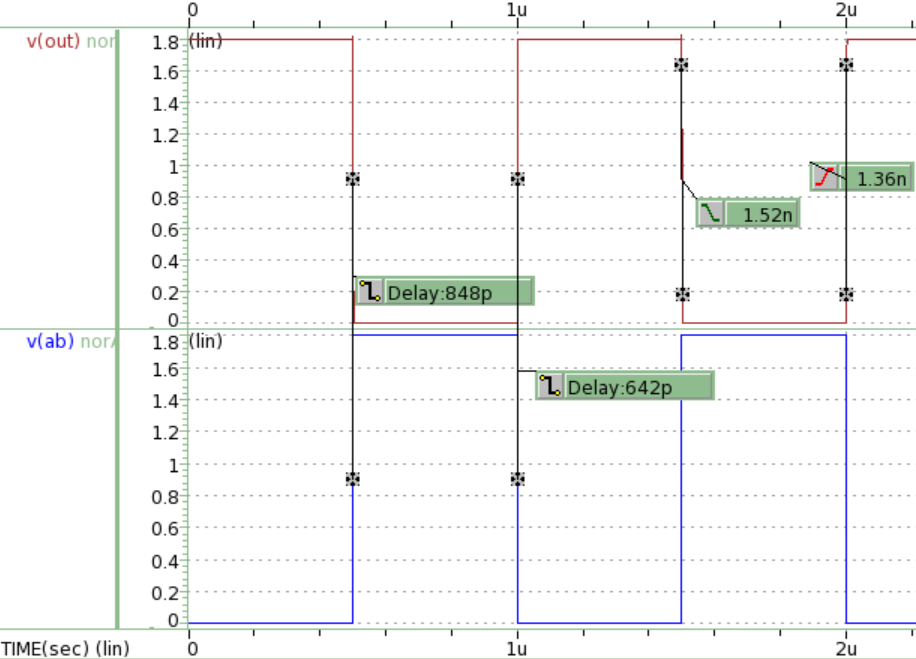 0 1u 2u
v(out) nor
1.8 (lin)
1.6
1.4
1.2
1
0.8
0.6
0.4
0.2
0
1.36n
1.52n
Delay:848p
v(ab) nor
1.8 (lin)
1.6
1.4
1.2
1
0.8
0.6
0.4
0.2
0
Delay:642p
TIME(sec) (lin) 0 1u 2u